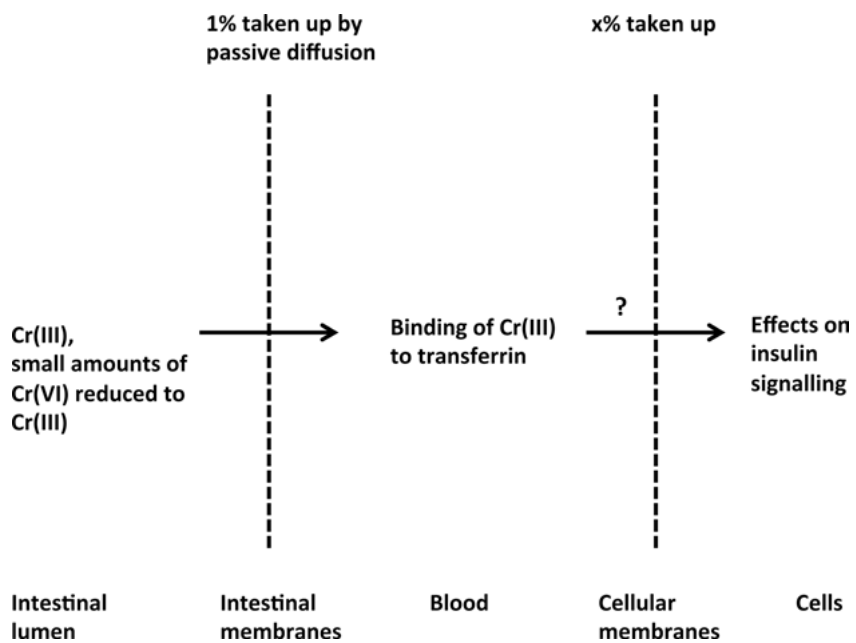 1% taken up by
passive diffusion
x% taken up
Cr(III),
small amounts of
Cr(VI) reduced to
Cr(III)
Binding of Cr(III)
to transferrin
?
Effects on
insulin
signalling
Intestinal
lumen
Intestinal
membranes
Blood
Cellular
membranes
Cells